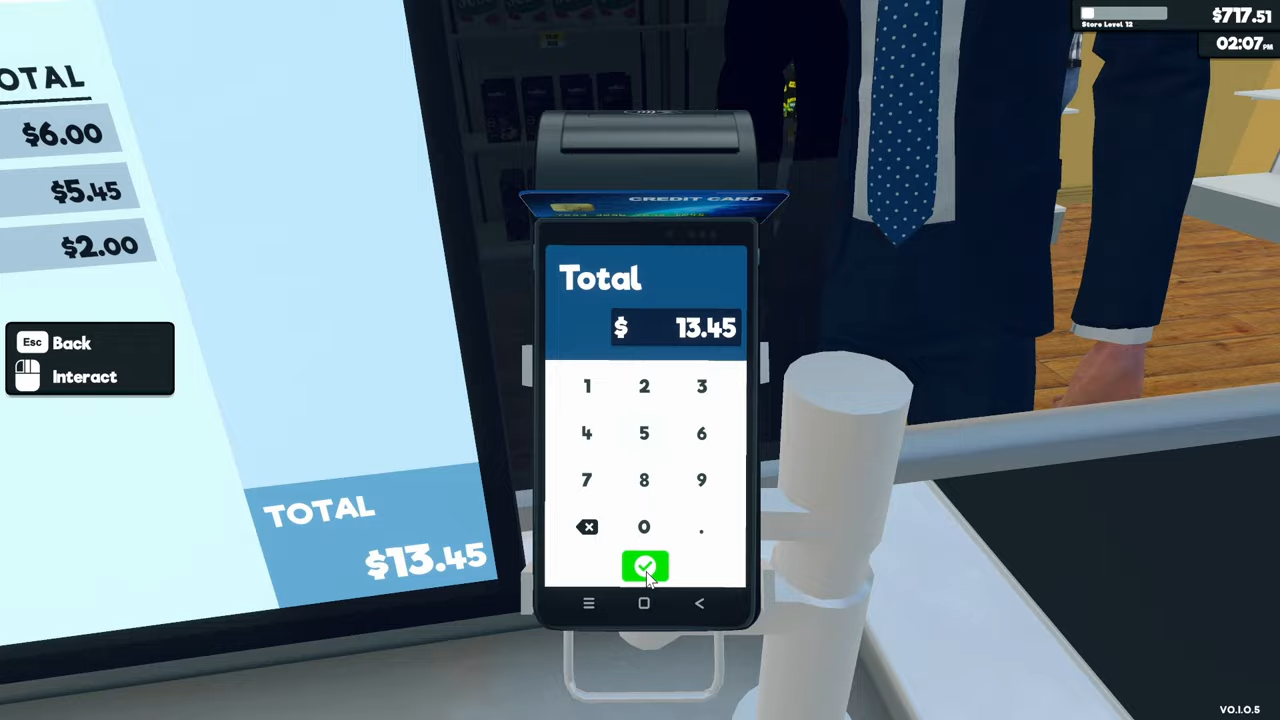 Store Level 12
$717.51
02:07PM
OTAL
$6.00
$5.45
$2.00
Esc Back
Interact
TOTAL
$13.45
CREDIT CARD
Total
$ 13.45
1 2 3
4 5 6
7 8 9
0 .
V0.1.0.5